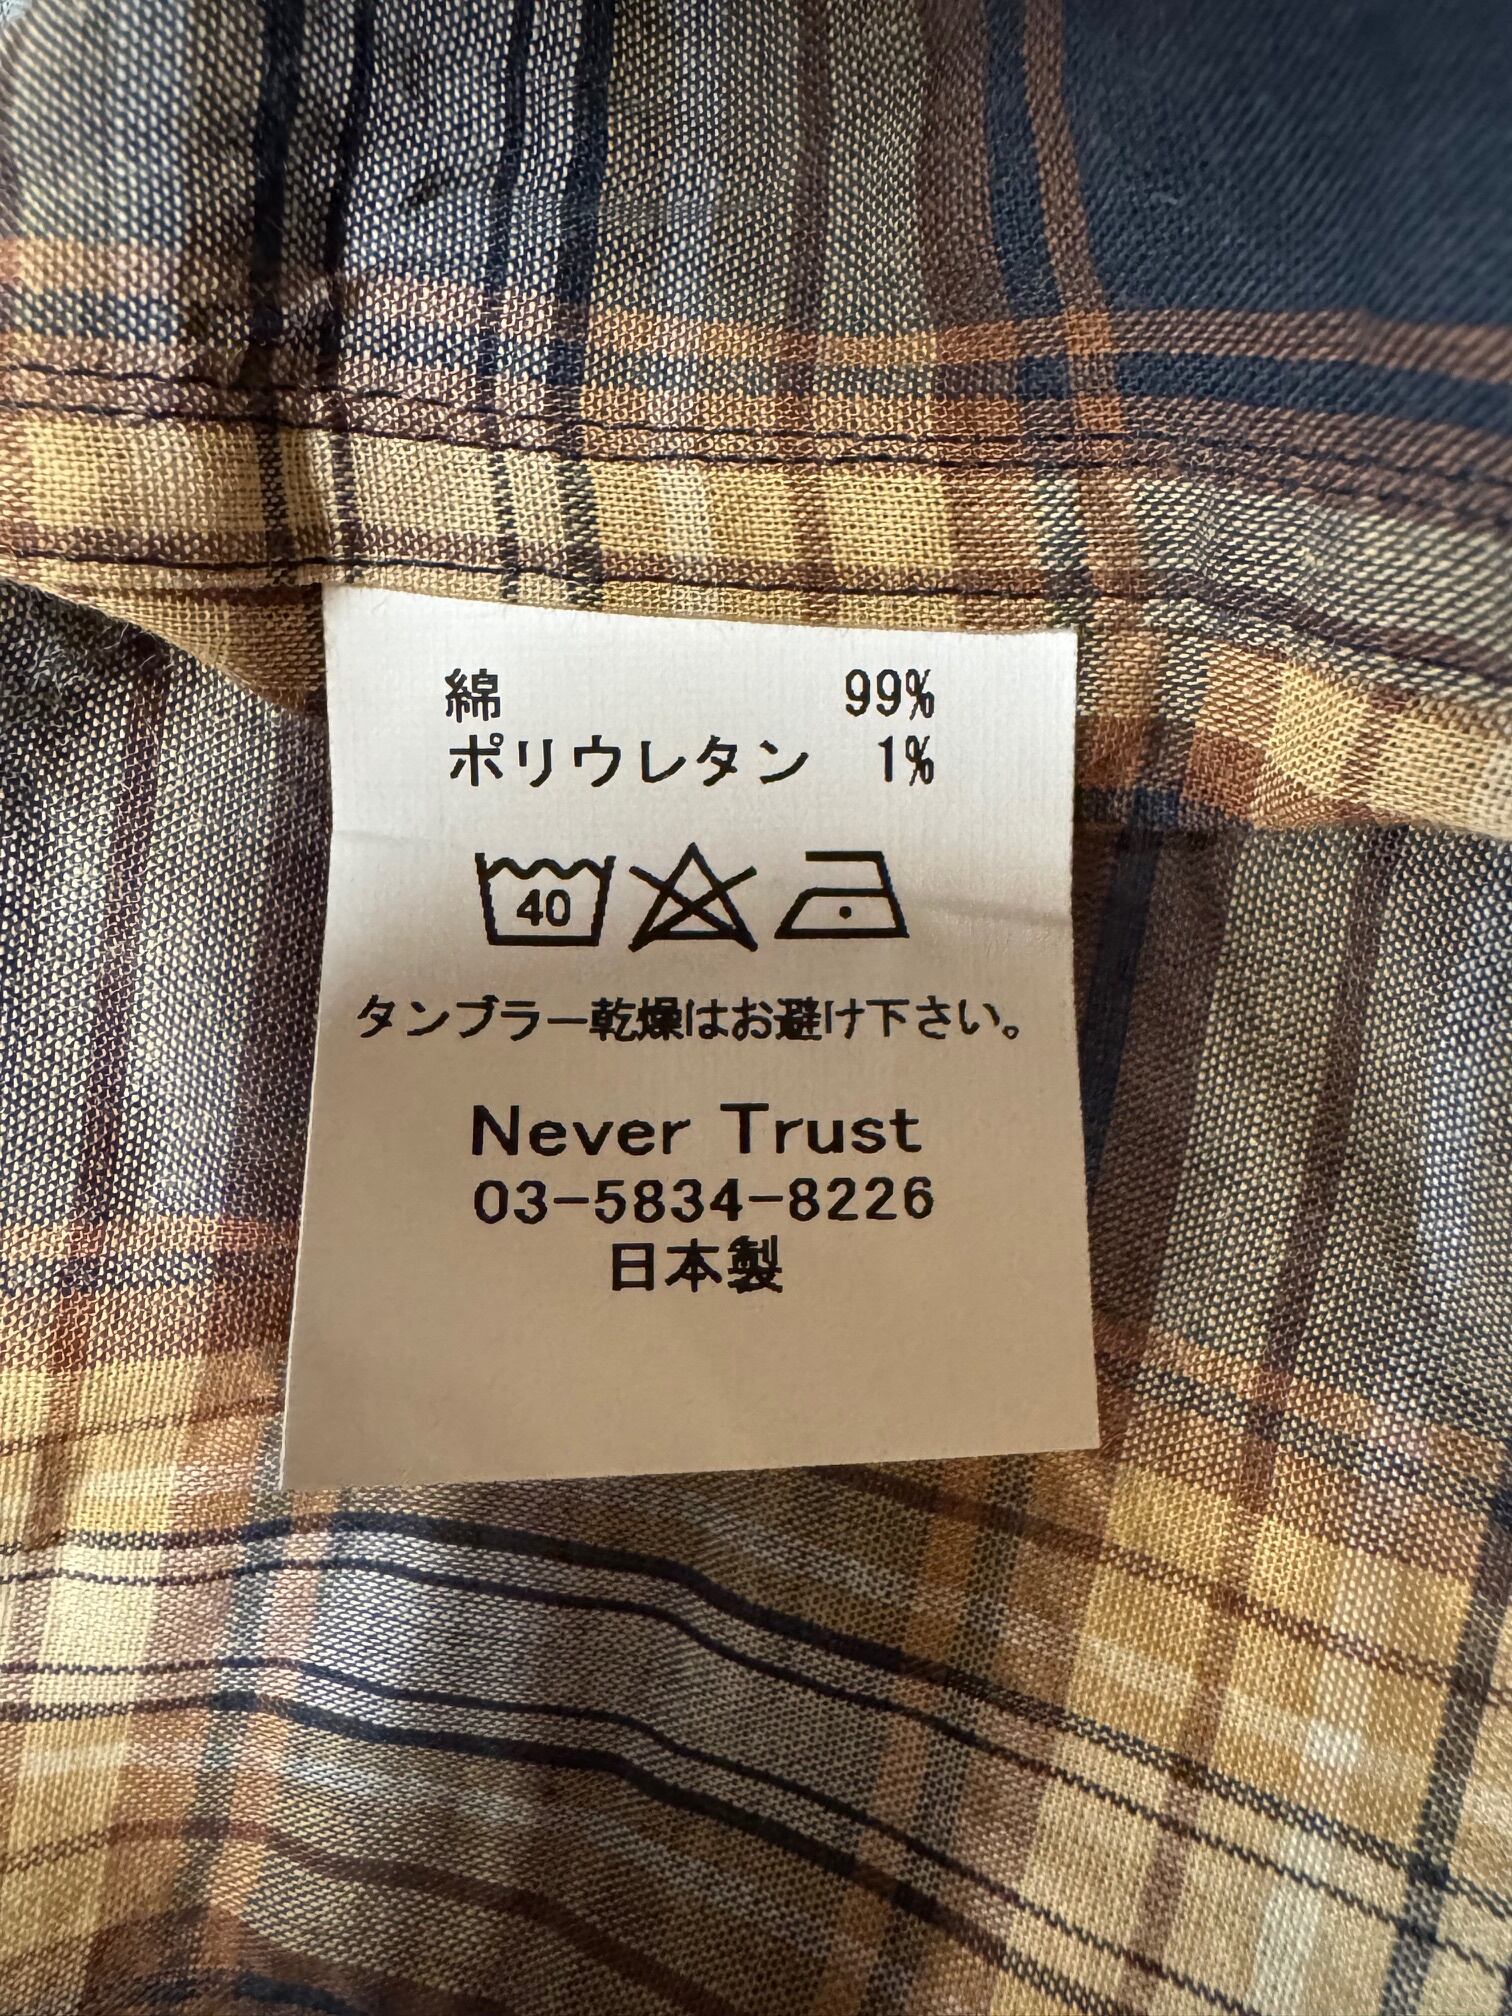 綿 99%
ポリウレタン 1%
40
タンブラー乾燥はお避け下さい。
Never Trust
03-5834-8226
日本製